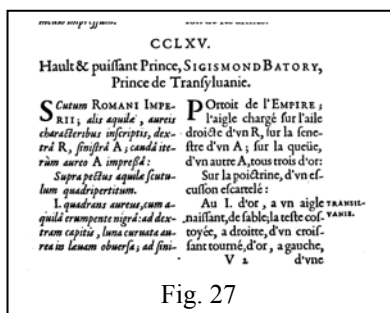 CCLXV.
Hault & puiſſant Prince, SIGISMOND BATORY,
Prince de Tranſyluanie.
SCutum ROMANI IMPE-
RII; alis aquilæ, aureis
characteribus inſcriptis, dex-
trâ R, ſiniſtrâ A; caudâ ite-
rùm aureo A impreßâ:
Supra pectus aquilæ ſcutu-
lum quadripertitum.
I. quadrans aureus, cum a-
quilâ erumpente nigrâ: ad dex-
tram capitis, luna curuata au-
rea in læuam obuerſa; ad ſini-
POrtoit de l'EMPIRE;
l'aigle chargé ſur l'aile
droicte d'vn R, ſur la ſene-
ſtre d'vn A; ſur la queüe,
d'vn autre A, tous trois d'or:
Sur la poictrine, d'vn eſ-
cuſſon eſcartelé:
Au I. d'or, a vn aigle
naiſſant, de ſable; la teſte coſ-
toyée, a droitte, d'vn croiſ-
ſant tourné, d'or, a gauche,
TRANSIL-
VANIE.
V 2 d'vne
Fig. 27